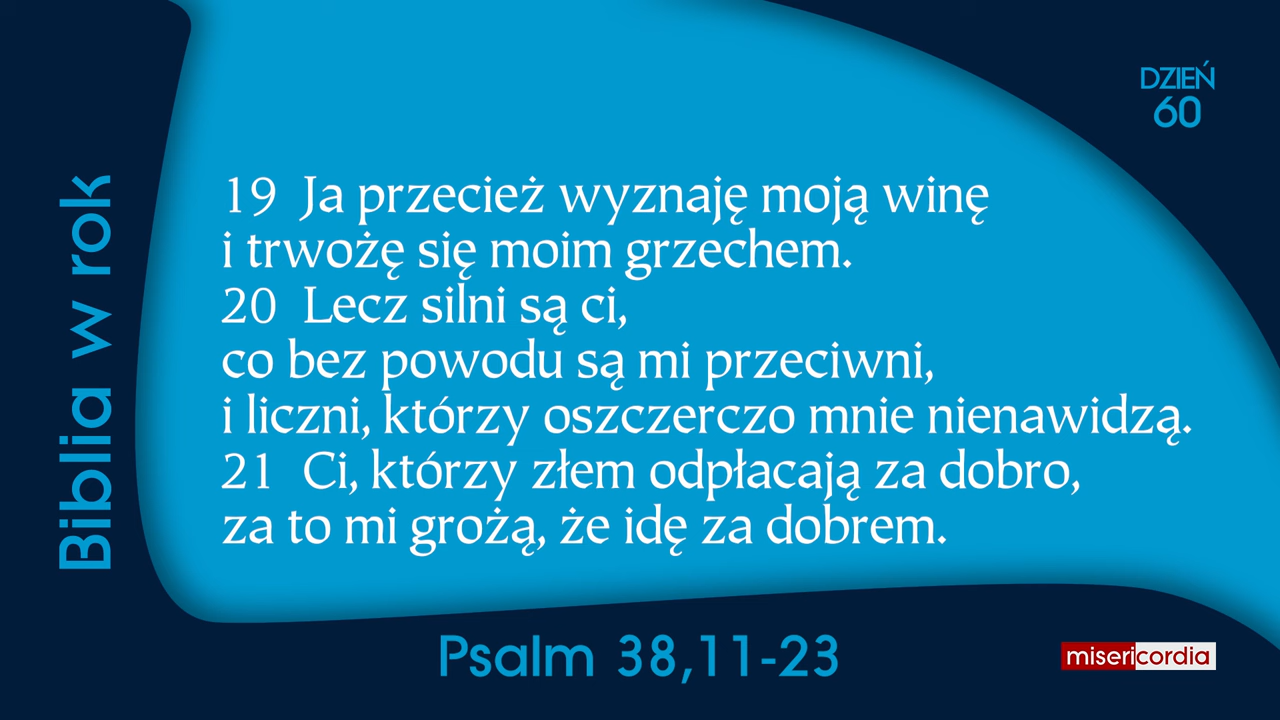 DZIEŃ
60
Biblia w rok
19 Ja przecież wyznaję moją winę
i trwożę się moim grzechem.
20 Lecz silni są ci,
co bez powodu są mi przeciwni,
i liczni, którzy oszczerczo mnie nienawidzą.
21 Ci, którzy złem odpłacają za dobro,
za to mi grożą, że idę za dobrem.
Psalm 38,11-23
misericordia